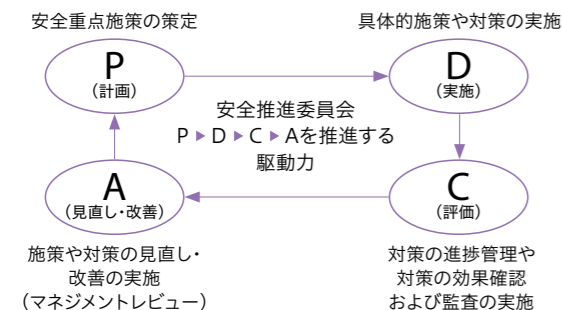 安全重点施策の策定
具体的施策や対策の実施
P
(計画)
D
(実施)
安全推進委員会
P▶D▶C▶Aを推進する
駆動力
A
(見直し・改善)
C
(評価)
施策や対策の見直し・
改善の実施
(マネジメントレビュー)
対策の進捗管理や
対策の効果確認
および監査の実施